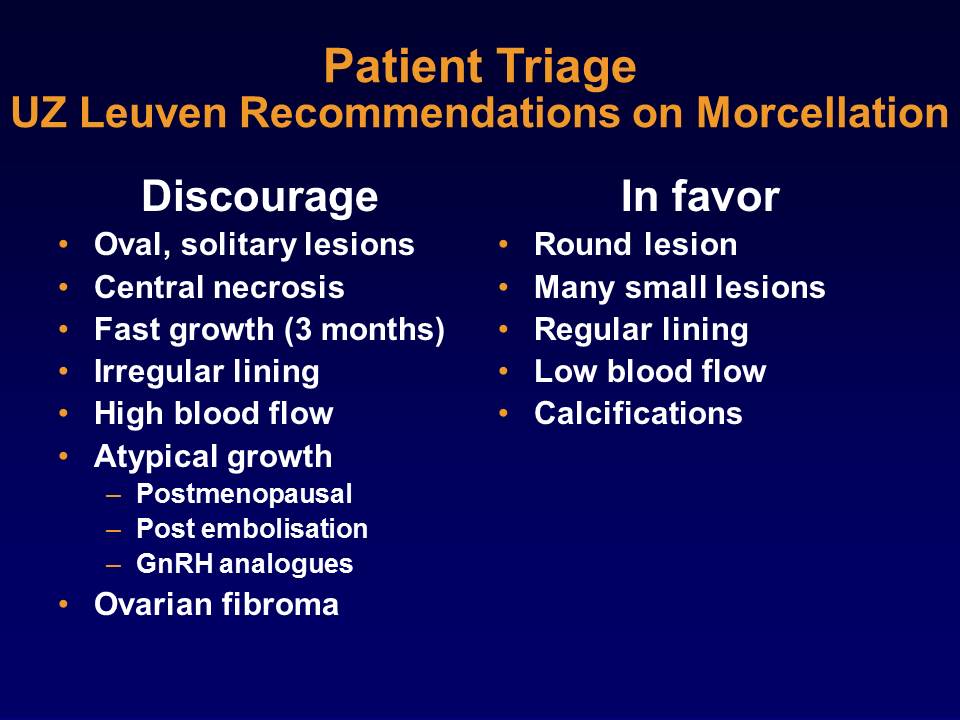 Patient Triage
UZ Leuven Recommendations on Morcellation
Discourage
• Oval, solitary lesions
• Central necrosis
• Fast growth (3 months)
• Irregular lining
• High blood flow
• Atypical growth
– Postmenopausal
– Post embolisation
– GnRH analogues
• Ovarian fibroma
In favor
• Round lesion
• Many small lesions
• Regular lining
• Low blood flow
• Calcifications